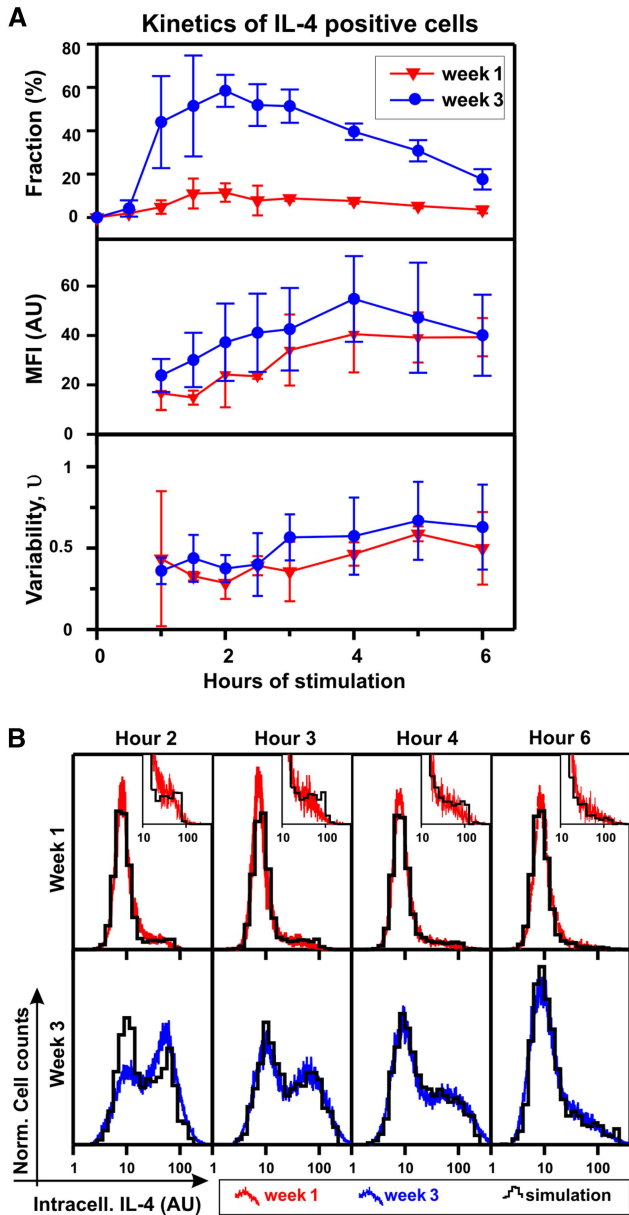 A
Kinetics of IL-4 positive cells
Fraction (%)
80
60
40
20
0
week 1
week 3
MFI (AU)
60
40
20
0
Variability, υ
1
0.5
0
0 2 4 6
Hours of stimulation
B
Hour 2 Hour 3 Hour 4 Hour 6
Week 1
10 100 10 100 10 100 10 100
Week 3
Norm. Cell counts
1 10 100 1 10 100 1 10 100 1 10 100
Intracell. IL-4 (AU)
week 1 week 3 simulation